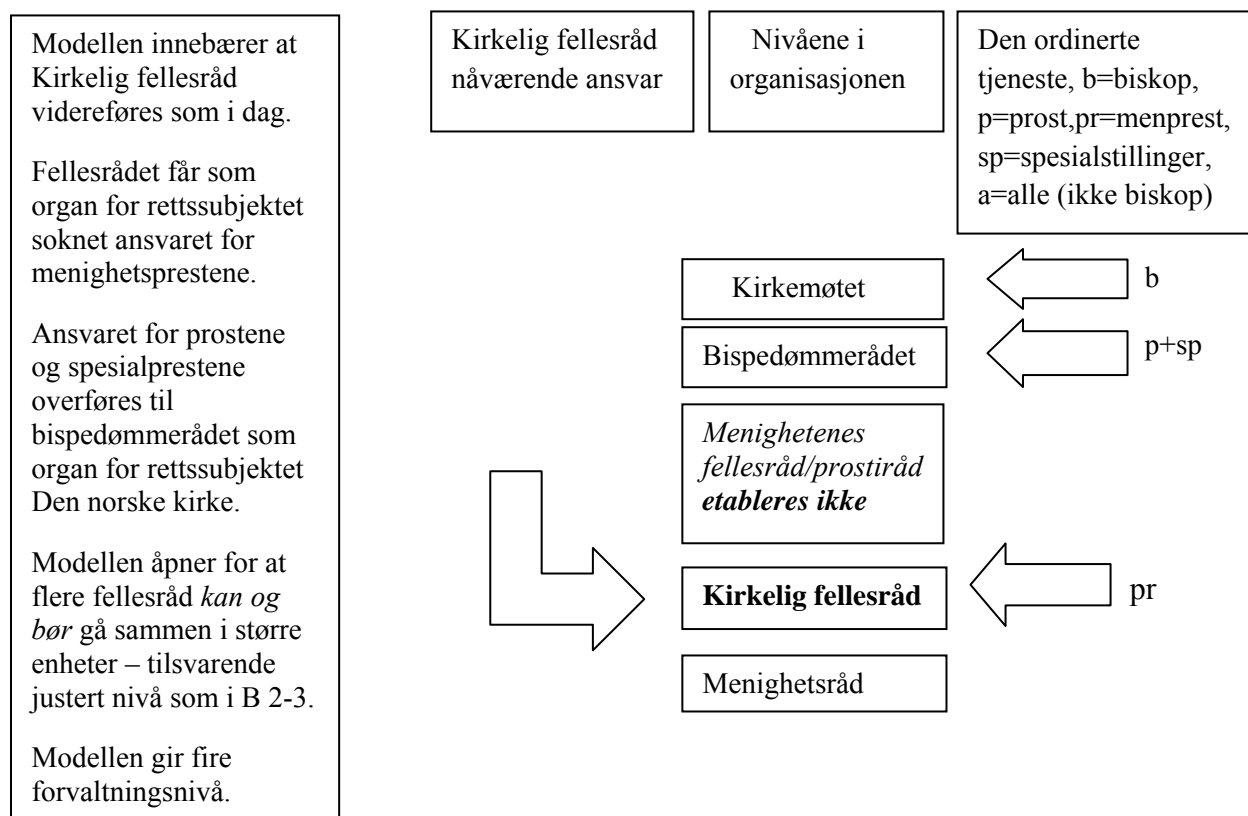 Modellen innebærer at
Kirkelig fellesråd
videreføres som i dag.
Fellesrådet får som
organ for rettssubjektet
soknet ansvaret for
menighetsprestene.
Ansvaret for prostene
og spesialprestene
overføres til
bispedømmerådet som
organ for rettssubjektet
Den norske kirke.
Modellen åpner for at
flere fellesråd kan og
bør gå sammen i større
enheter – tilsvarende
justert nivå som i B 2-3.
Modellen gir fire
forvaltningsnivå.
Kirkelig fellesråd
nåværende ansvar
Nivåene i
organisasjonen
Den ordinerte
tjeneste, b=biskop,
p=prost,pr=menprest,
sp=spesialstillinger,
a=alle (ikke biskop)
Kirkemøtet
b
Bispedømmerådet
p+sp
Menighetenes
fellesråd/prostiråd
etableres ikke
Kirkelig fellesråd
pr
Menighetsråd